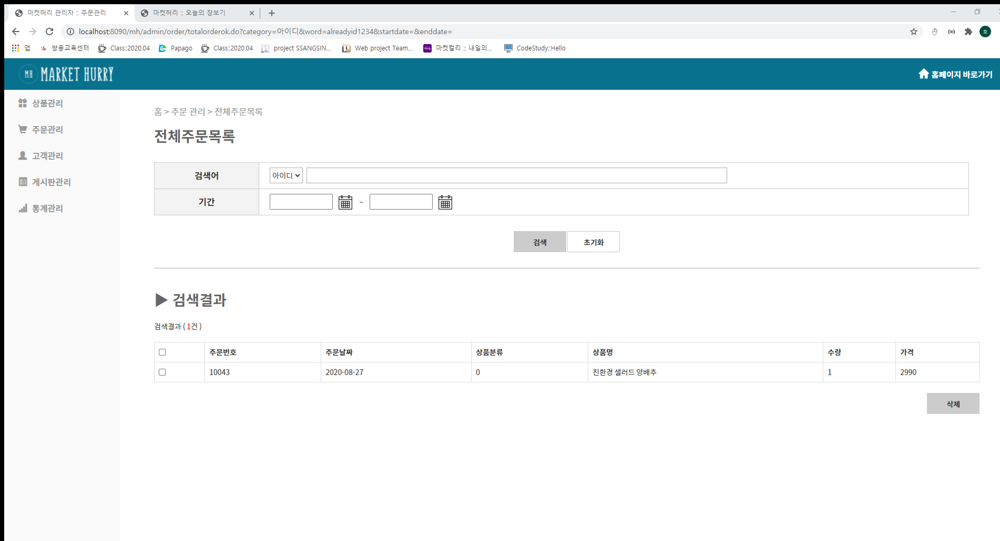 마켓허리 관리자 :: 주문관리
마켓허리 :: 오늘의 장보기
localhost:8090/mh/admin/order/totalorderok.do?category=아이디&word=alreadyid1234&startdate=&enddate=
호
앱
쌍용교육센터
Class::2020.04
Papago
Class::2020.04
project SSANGSIN...
Web project Team...
마켓컬리 :: 내일의...
CodeStudy::Hello
MH MARKET HURRY
홈페이지 바로가기
상품관리
주문관리
고객관리
게시판관리
통계관리
홈 > 주문 관리 > 전체주문목록
전체주문목록
검색어 아이디
기간 ~
검색 초기화
▶ 검색결과
검색결과 ( 1건 )
주문번호 주문날짜 상품분류 상품명 수량 가격
10043 2020-08-27 0 친환경 샐러드 양배추 1 2990
삭제